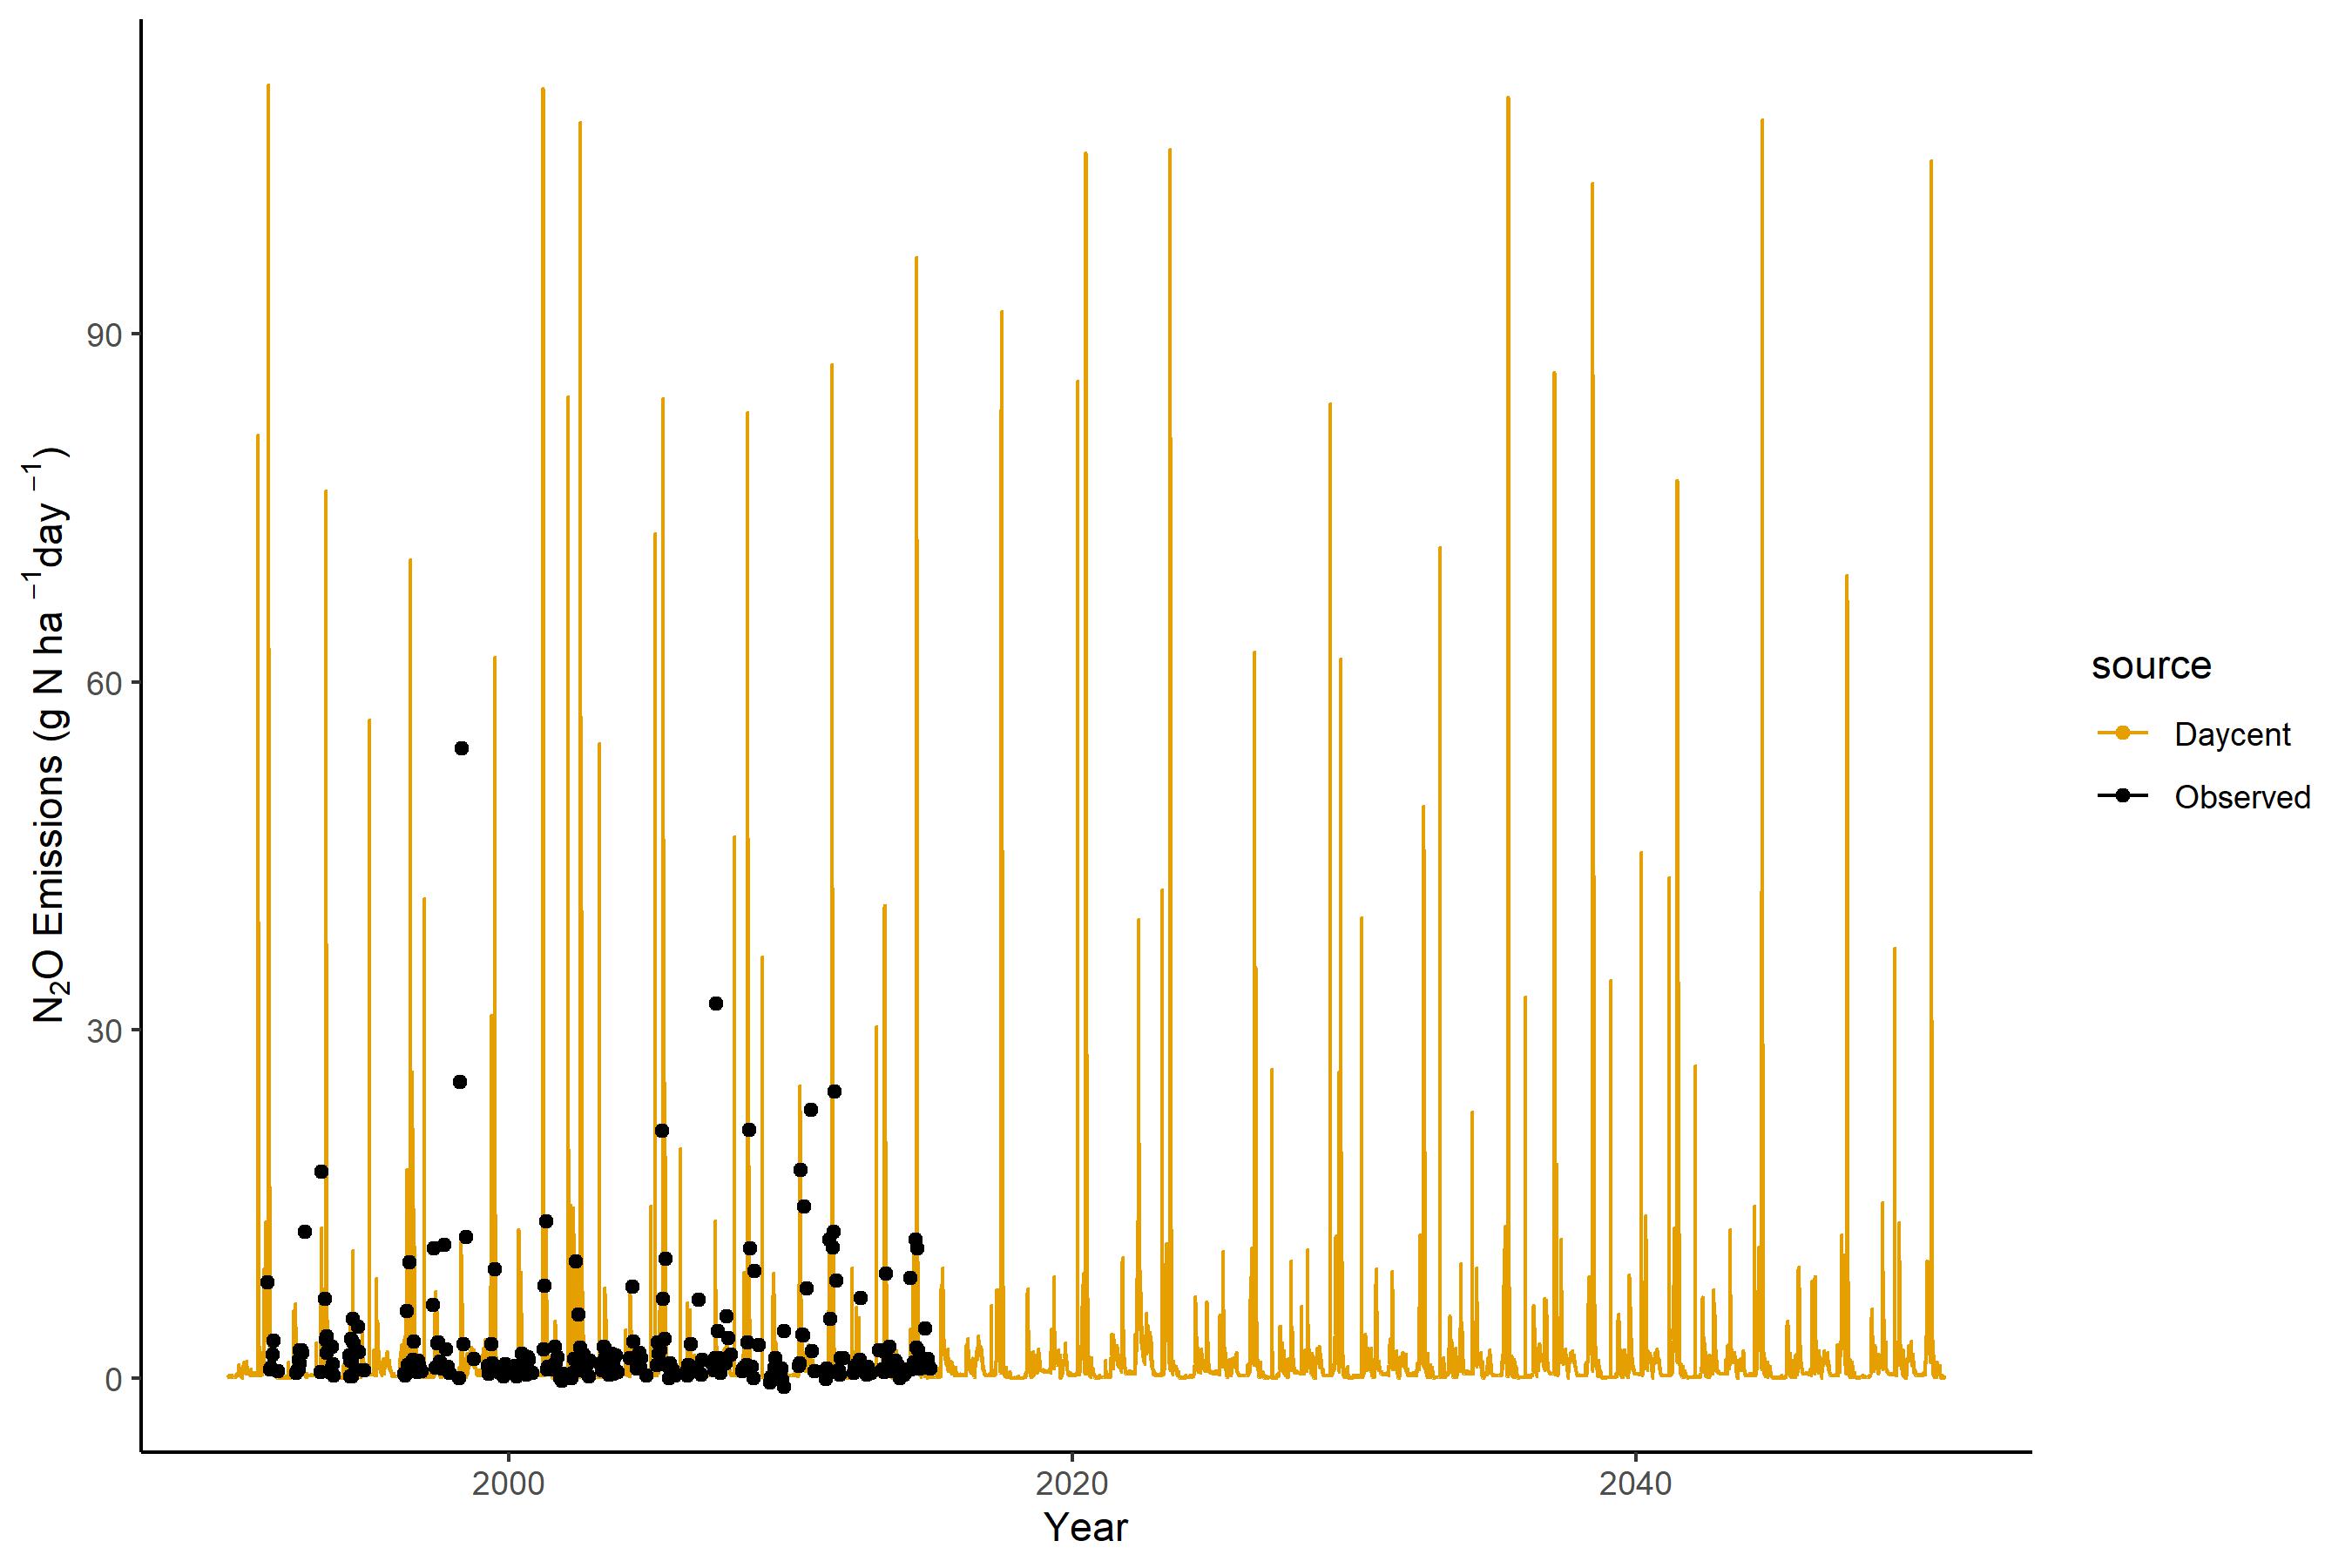 N₂O Emissions (g N ha ⁻¹day ⁻¹)
90
60
30
0
2000
2020
2040
Year
source
Daycent
Observed